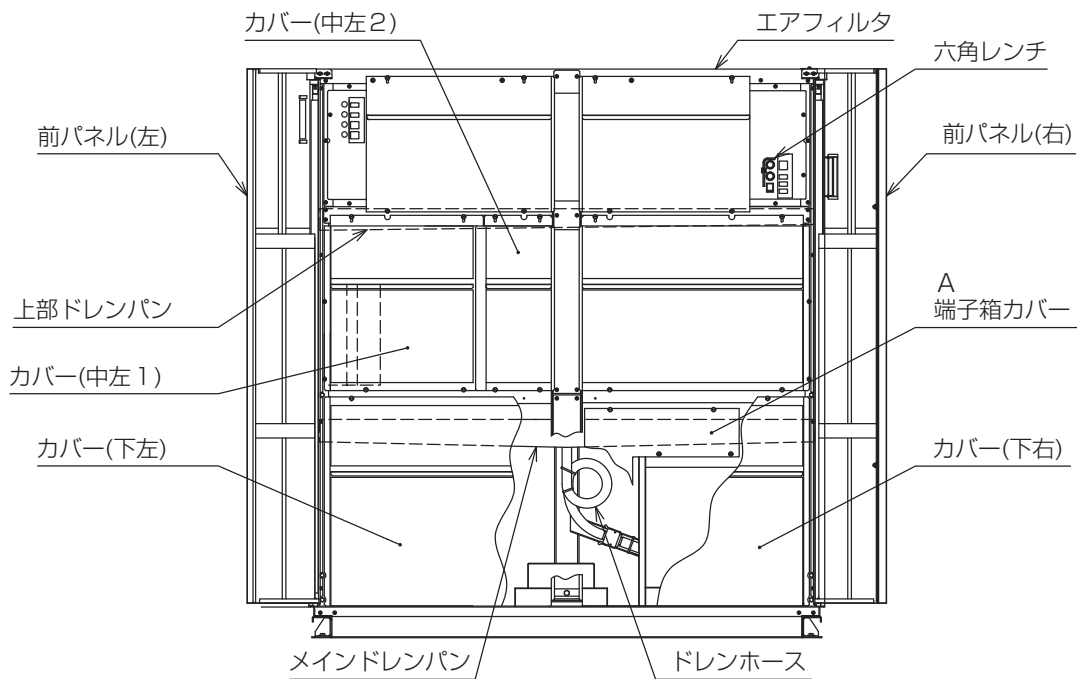 カバー(中左２)
エアフィルタ
六角レンチ
前パネル(左)
前パネル(右)
上部ドレンパン
A
端子箱カバー
カバー(中左１)
カバー(下左)
カバー(下右)
メインドレンパン
ドレンホース